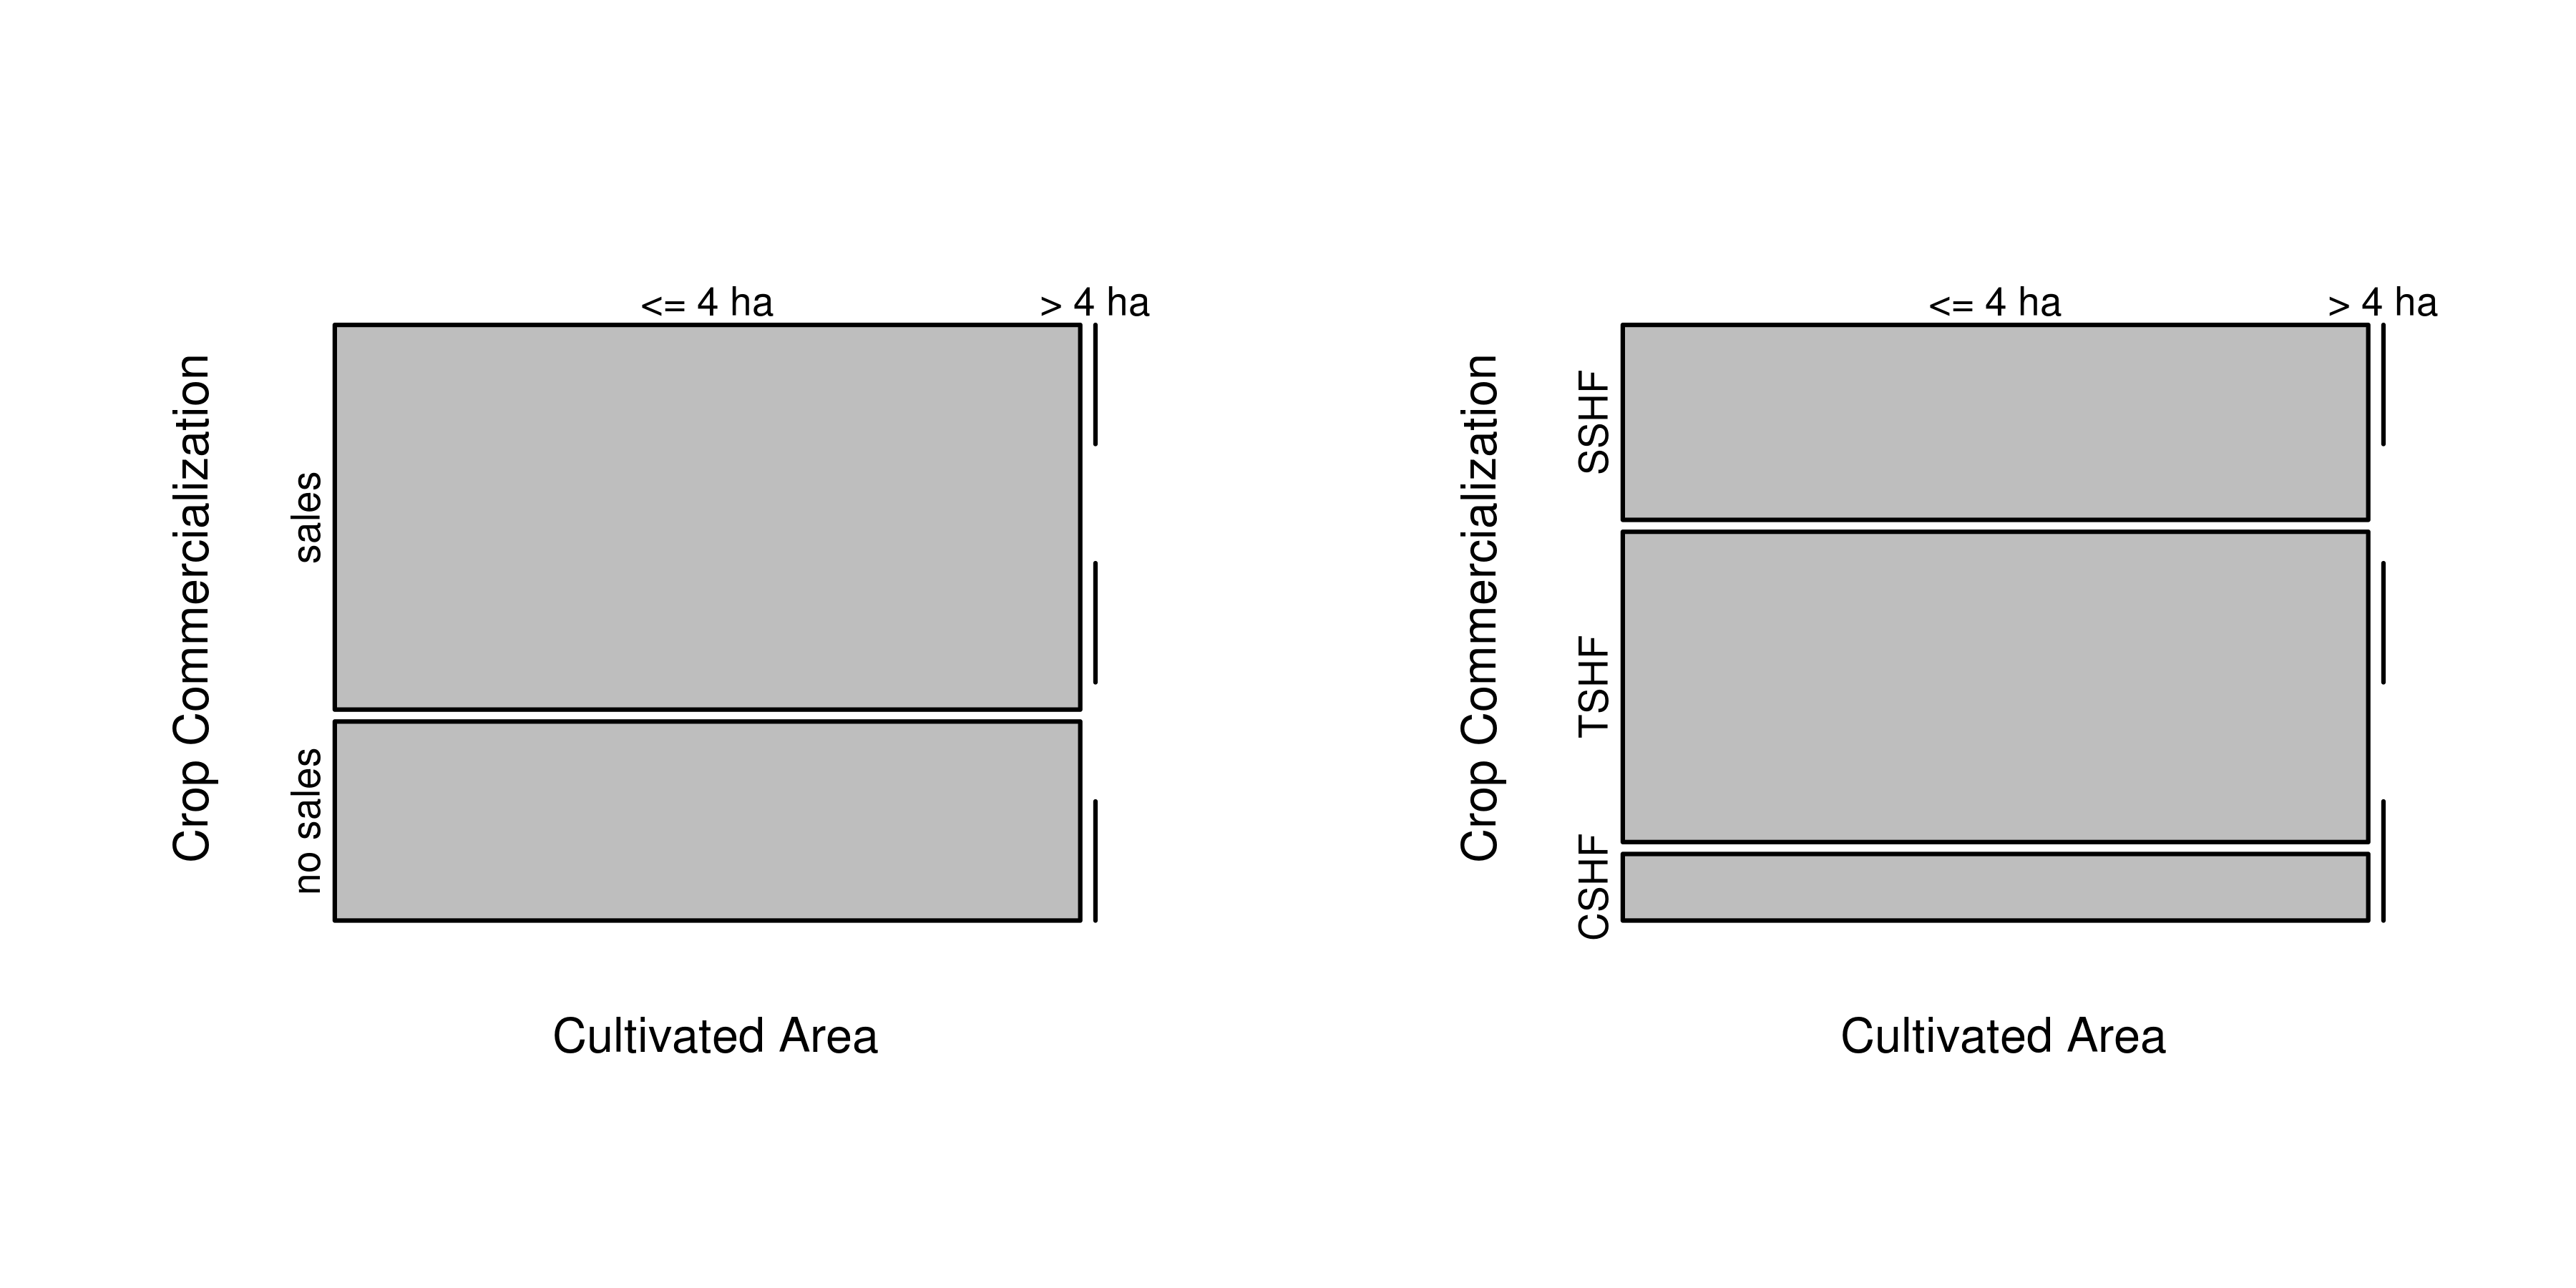 <= 4 ha
> 4 ha
Crop Commercialization
sales
no sales
Cultivated Area
<= 4 ha
> 4 ha
Crop Commercialization
SSHF
TSHF
CSHF
Cultivated Area